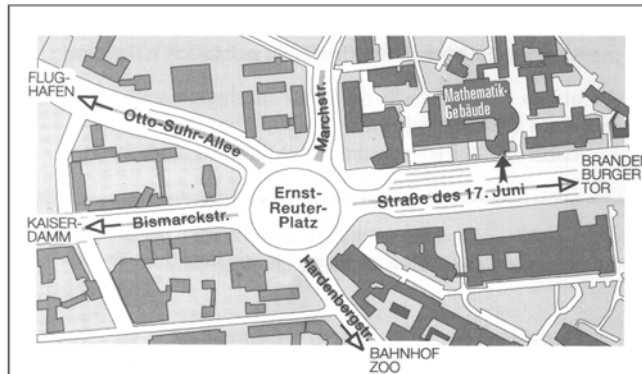 FLUG-
HAFEN
Otto-Suhr-Allee
Marchstr.
Mathematik-
Gebäude
BRANDEN
BURGER
TOR
Straße des 17. Juni
Ernst-
Reuter-
Platz
KAISER-
DAMM
Bismarckstr.
Hardenbergstr.
BAHNHOF
ZOO